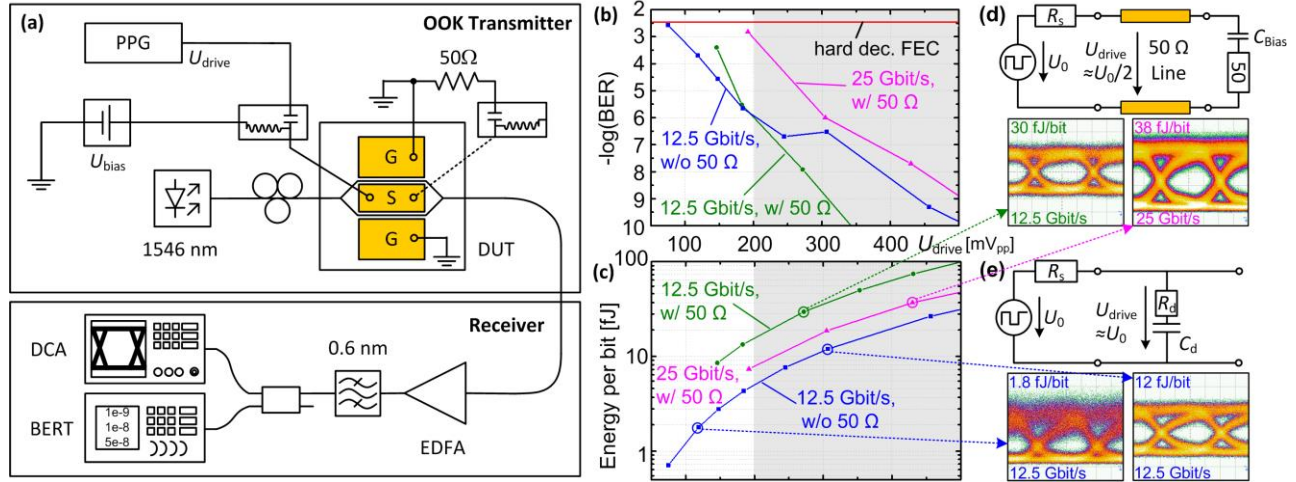 (a)
OOK Transmitter
PPG
U_drive
50Ω
U_bias
G
S
G
DUT
1546 nm
Receiver
DCA
BERT
1e-9
1e-8
5e-8
0.6 nm
EDFA
(b)
-log(BER)
2
3
4
5
6
7
8
9
10
hard dec. FEC
25 Gbit/s,
w/ 50 Ω
12.5 Gbit/s,
w/o 50 Ω
12.5 Gbit/s, w/ 50 Ω
100
200
300
400
U_drive [mV_pp]
(c)
Energy per bit [fJ]
100
10
1
12.5 Gbit/s,
w/ 50 Ω
25 Gbit/s,
w/ 50 Ω
12.5 Gbit/s,
w/o 50 Ω
(d)
R_s
U_0
U_drive
≈U_0/2
50 Ω
Line
C_Bias
50
30 fJ/bit
12.5 Gbit/s
38 fJ/bit
25 Gbit/s
(e)
R_s
U_0
U_drive
≈U_0
R_d
C_d
1.8 fJ/bit
12.5 Gbit/s
12 fJ/bit
12.5 Gbit/s